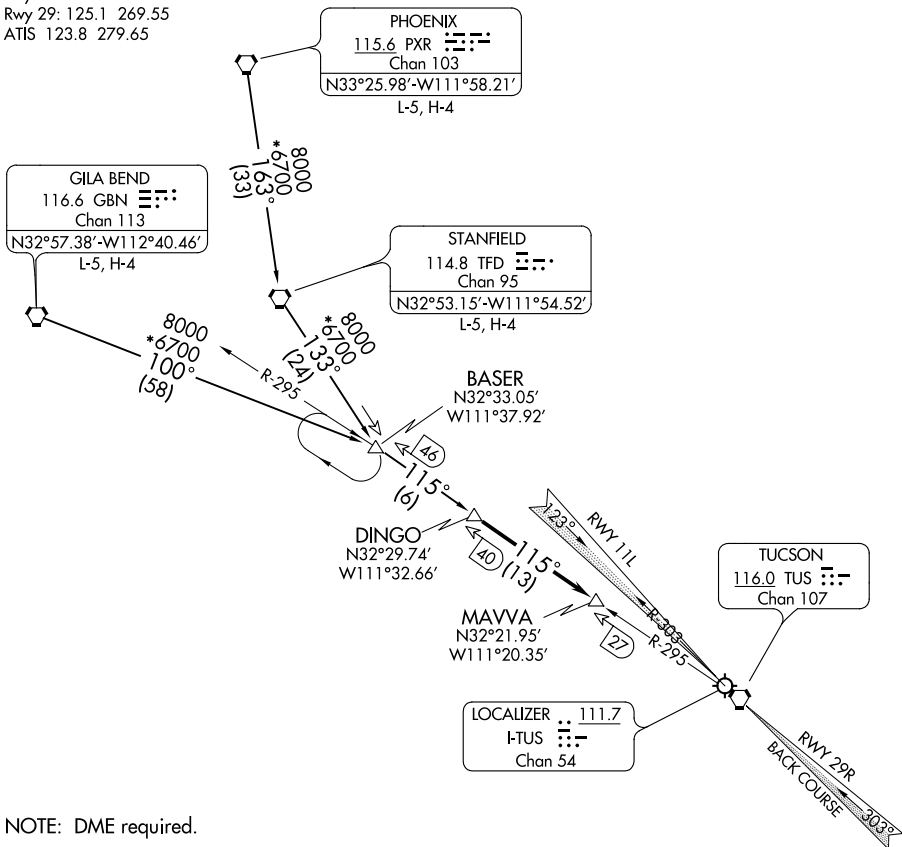 Rwy 29: 125.1 269.55
ATIS 123.8 279.65
PHOENIX
115.6 PXR
Chan 103
N33°25.98'-W111°58.21'
L-5, H-4
8000
*6700
163°
(33)
GILA BEND
116.6 GBN
Chan 113
N32°57.38'-W112°40.46'
L-5, H-4
STANFIELD
114.8 TFD
Chan 95
N32°53.15'-W111°54.52'
L-5, H-4
8000
*6700
100°
(58)
R-295
8000
*6700
133°
(24)
BASER
N32°33.05'
W111°37.92'
46
115°
(6)
DINGO
N32°29.74'
W111°32.66'
40
115°
(13)
123°
RWY 11L
TUCSON
116.0 TUS
Chan 107
MAVVA
N32°21.95'
W111°20.35'
27
R-303
R-295
LOCALIZER 111.7
I-TUS
Chan 54
RWY 29R
BACK COURSE
303°
NOTE: DME required.